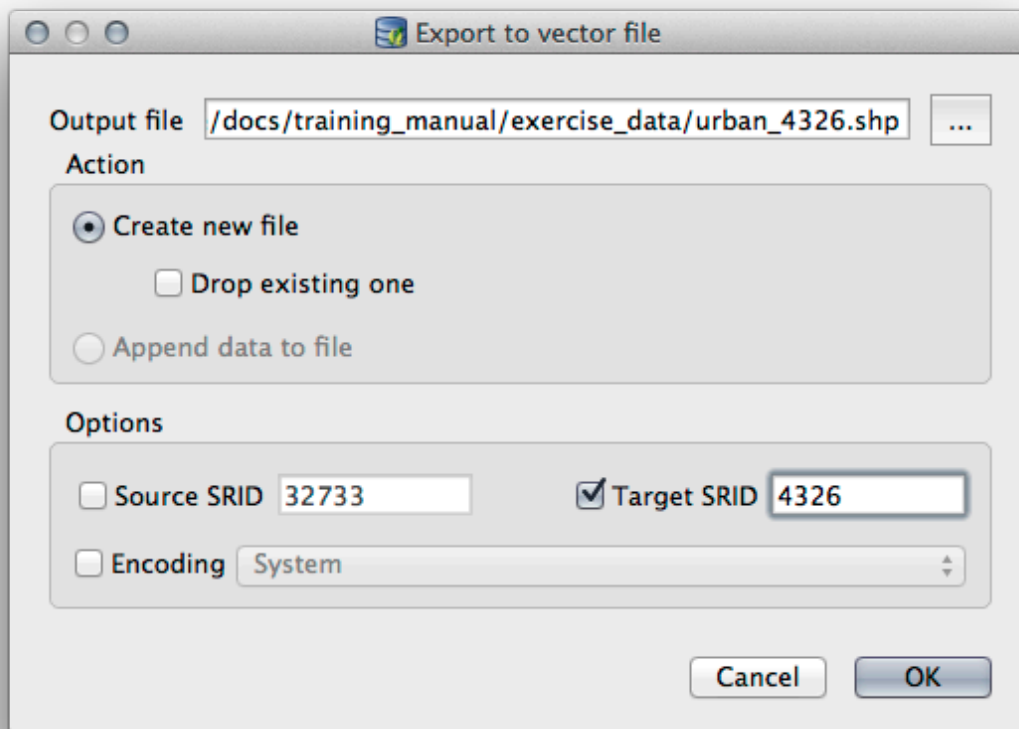 Export to vector file
Output file /docs/training_manual/exercise_data/urban_4326.shp ...
Action
Create new file
Drop existing one
Append data to file
Options
Source SRID 32733 Target SRID 4326
Encoding System
Cancel OK